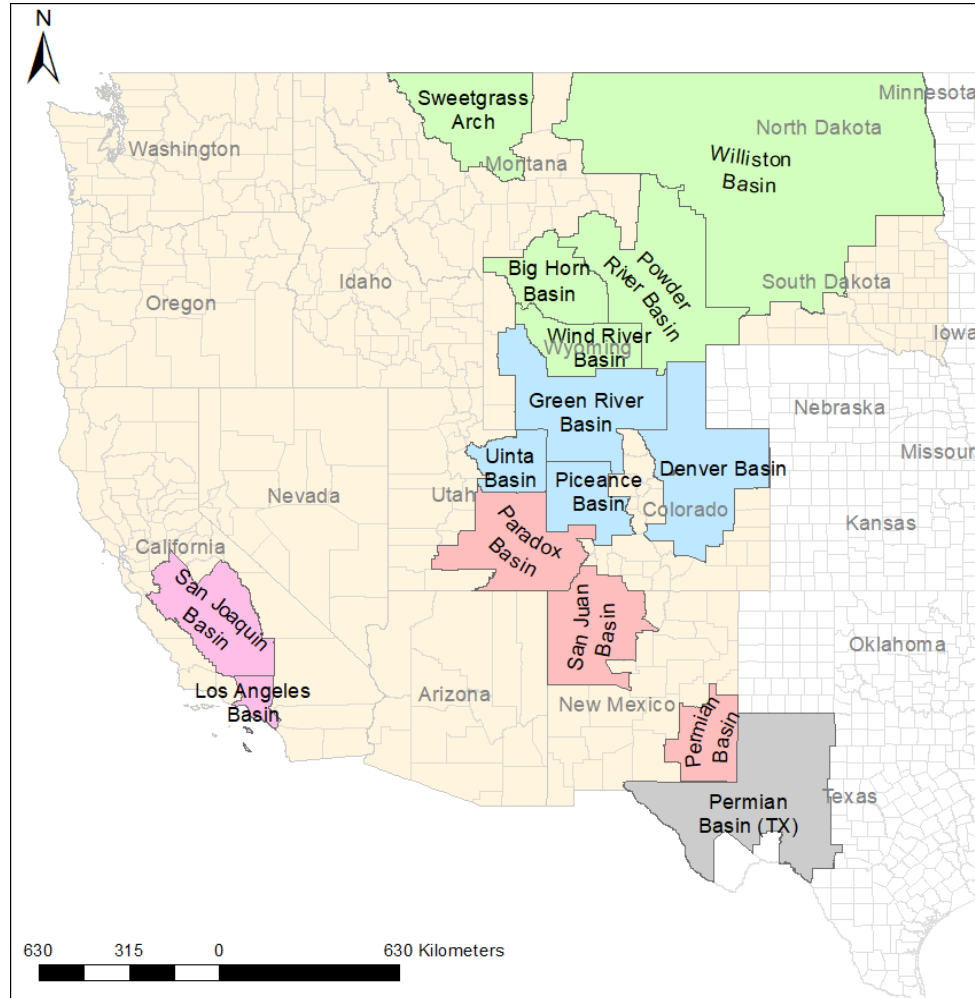 N
Sweetgrass
Arch
Minnesota
North Dakota
Washington
Montana
Williston
Basin
Idaho
Big Horn
Basin
Powder
River Basin
South Dakota
Oregon
Wind River
Wyoming
Basin
Iowa
Green River
Basin
Nebraska
Uinta
Basin
Piceance
Basin
Denver Basin
Missour
Nevada
Utah
Colorado
Kansas
California
Paradox
Basin
San Joaquin
Basin
San Juan
Basin
Oklahoma
Los Angeles
Basin
Arizona
New Mexico
Permian
Basin
Permian
Basin (TX)
Texas
630 315 0 630 Kilometers